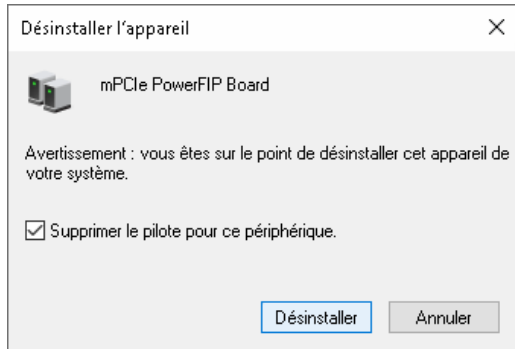 Désinstaller l'appareil
mPCIe PowerFIP Board
Avertissement : vous êtes sur le point de désinstaller cet appareil de
votre système.
Supprimer le pilote pour ce périphérique.
Désinstaller
Annuler